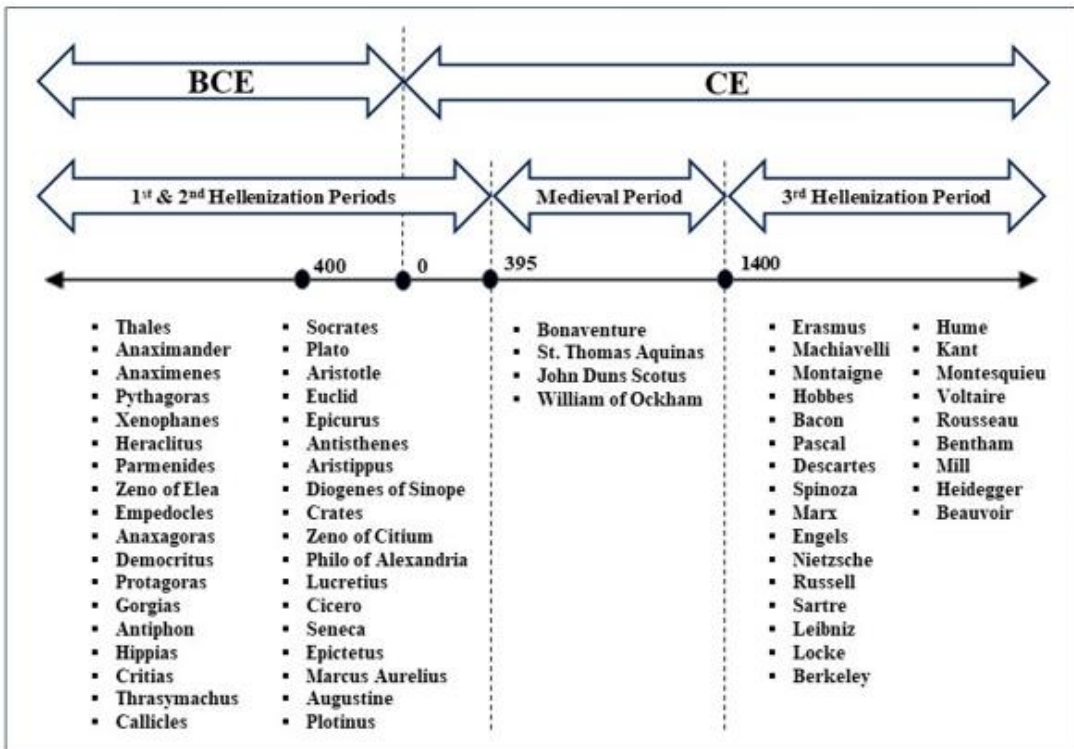 BCE
CE
1st & 2nd Hellenization Periods
Medieval Period
3rd Hellenization Period
400
0
395
1400
▪ Thales
▪ Anaximander
▪ Anaximenes
▪ Pythagoras
▪ Xenophanes
▪ Heraclitus
▪ Parmenides
▪ Zeno of Elea
▪ Empedocles
▪ Anaxagoras
▪ Democritus
▪ Protagoras
▪ Gorgias
▪ Antiphon
▪ Hippias
▪ Critias
▪ Thrasymachus
▪ Callicles
▪ Socrates
▪ Plato
▪ Aristotle
▪ Euclid
▪ Epicurus
▪ Antisthenes
▪ Aristippus
▪ Diogenes of Sinope
▪ Crates
▪ Zeno of Citium
▪ Philo of Alexandria
▪ Lucretius
▪ Cicero
▪ Seneca
▪ Epictetus
▪ Marcus Aurelius
▪ Augustine
▪ Plotinus
▪ Bonaventure
▪ St. Thomas Aquinas
▪ John Duns Scotus
▪ William of Ockham
▪ Erasmus
▪ Machiavelli
▪ Montaigne
▪ Hobbes
▪ Bacon
▪ Pascal
▪ Descartes
▪ Spinoza
▪ Marx
▪ Engels
▪ Nietzsche
▪ Russell
▪ Sartre
▪ Leibniz
▪ Locke
▪ Berkeley
▪ Hume
▪ Kant
▪ Montesquieu
▪ Voltaire
▪ Rousseau
▪ Bentham
▪ Mill
▪ Heidegger
▪ Beauvoir